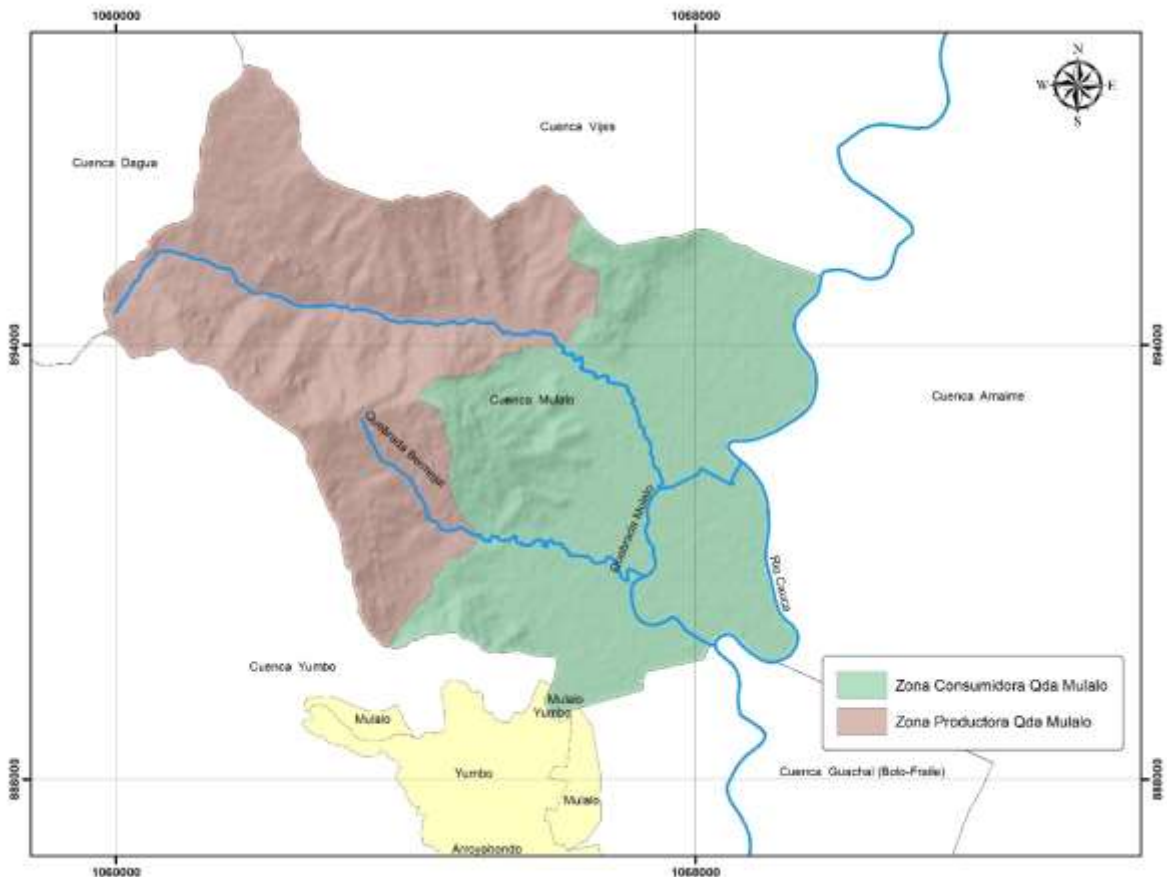 1060000
1068000
N
W
E
S
Cuenca Vijes
Cuenca Dagua
894000
894000
Cuenca Mulalo
Cuenca Amaime
Quebrada Bermejal
Quebrada Mulalo
Rio Cauca
Cuenca Yumbo
Zona Consumidora Qda Mulalo
Zona Productora Qda Mulalo
Mulalo
Yumbo
Mulalo
Yumbo
Mulalo
Cuenca Guachal (Bolo-Fraile)
888000
888000
Arroyohondo
1060000
1068000